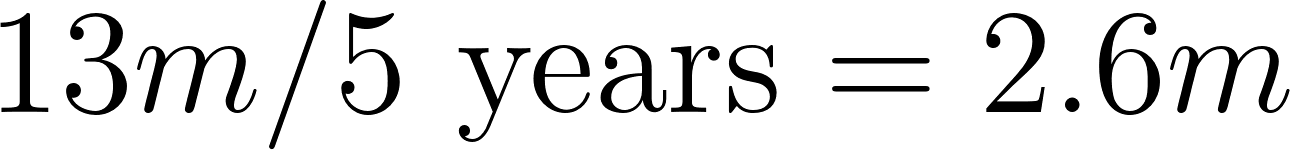 13m/5 years = 2.6m